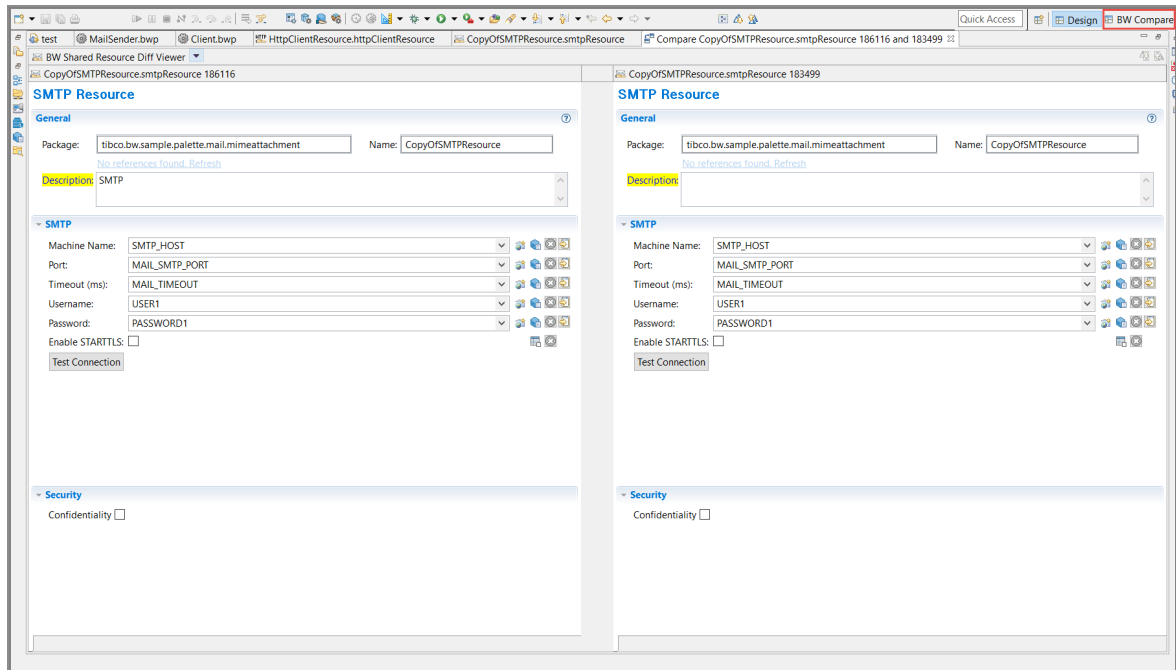 Quick Access Design BW Compare
test MailSender.bwp Client.bwp HttpClientResource.httpClientResource CopyOfSMTPResource.smtpResource Compare CopyOfSMTPResource.smtpResource 186116 and 183499
BW Shared Resource Diff Viewer
CopyOfSMTPResource.smtpResource 186116
SMTP Resource
General
Package: tibco.bw.sample.palette.mail.mimeattachment Name: CopyOfSMTPResource
No references found. Refresh
Description: SMTP
SMTP
Machine Name: SMTP_HOST
Port: MAIL_SMTP_PORT
Timeout (ms): MAIL_TIMEOUT
Username: USER1
Password: PASSWORD1
Enable STARTTLS:
Test Connection
Security
Confidentiality
CopyOfSMTPResource.smtpResource 183499
SMTP Resource
General
Package: tibco.bw.sample.palette.mail.mimeattachment Name: CopyOfSMTPResource
No references found. Refresh
Description:
SMTP
Machine Name: SMTP_HOST
Port: MAIL_SMTP_PORT
Timeout (ms): MAIL_TIMEOUT
Username: USER1
Password: PASSWORD1
Enable STARTTLS:
Test Connection
Security
Confidentiality